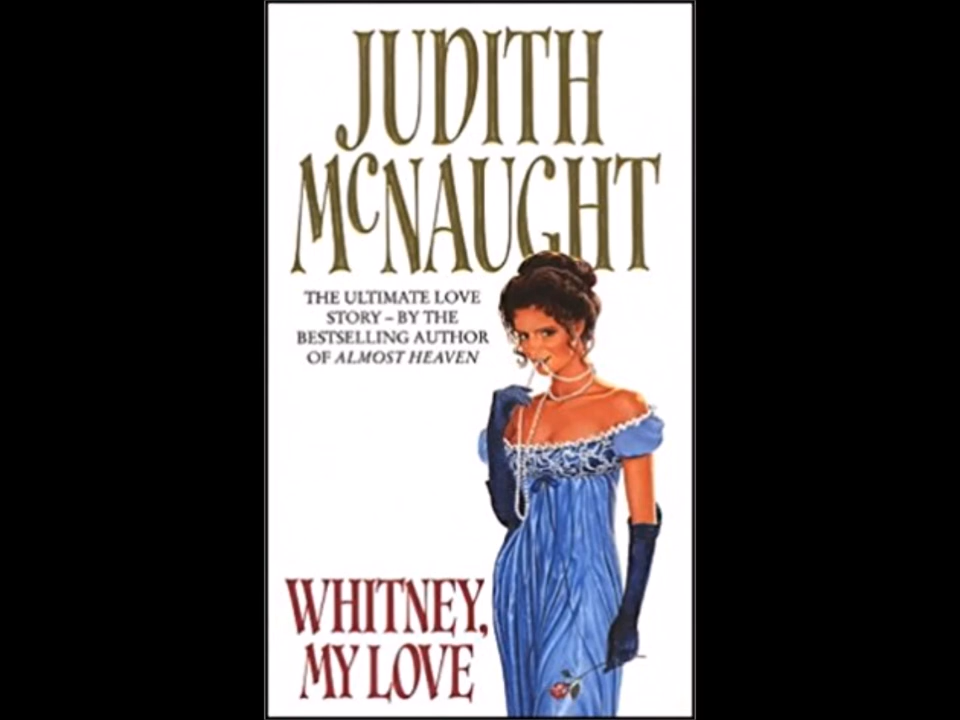 JUDITH
McNAUGHT
THE ULTIMATE LOVE
STORY – BY THE
BESTSELLING AUTHOR
OF ALMOST HEAVEN
WHITNEY,
MY LOVE